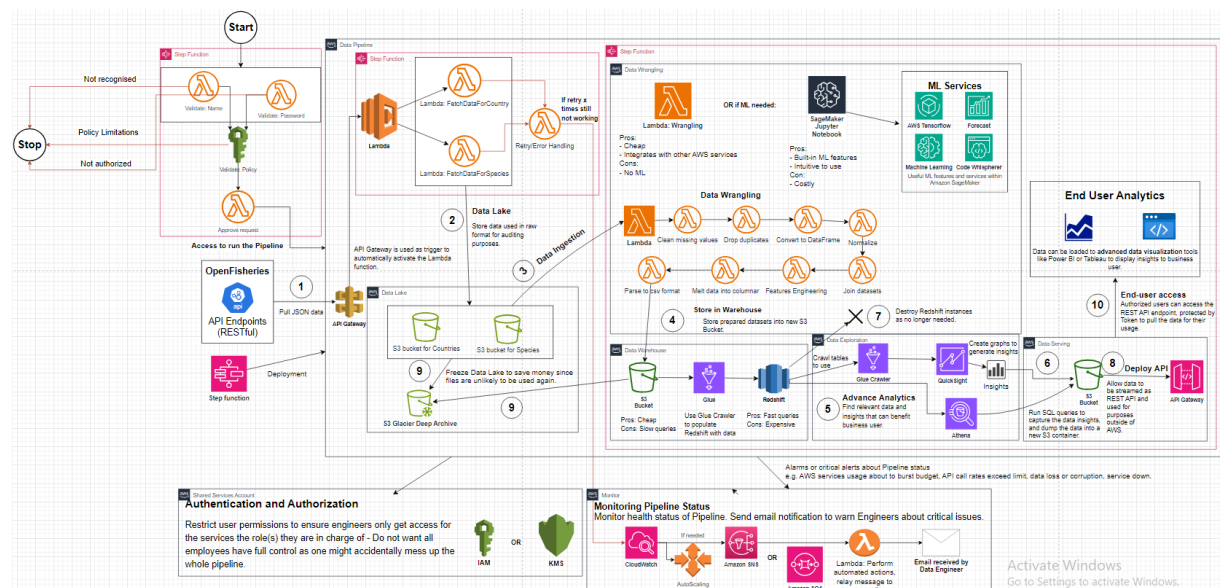 Start
Step Function
Not recognised
Validate: Name
Validate: Password
Policy Limitations
Stop
Not authorized
Validate: Policy
Approve request
Access to run the Pipeline
OpenFisheries
api
API Endpoints
(RESTful)
1
Pull JSON data
Step function
Deployment
Data Pipeline
Step Function
Lambda
Lambda: FetchDataForCountry
Lambda: FetchDataForSpecies
If retry x
times still
not working
Retry/Error Handling
2
Data Lake
Store data used in raw
format for auditing
purposes.
API Gateway is used as trigger to
automatically activate the Lambda
function.
3
Data Ingestion
API Gateway
Data Lake
S3 bucket for Countries
S3 bucket for Species
9
Freeze Data Lake to save money since
files are unlikely to be used again.
S3 Glacier Deep Archive
9
Step Function
Data Wrangling
Lambda: Wrangling
Pros:
- Cheap
- Integrates with other AWS services
Cons:
- No ML
OR if ML needed:
SageMaker
Jupyter
Notebook
Pros:
- Built-in ML features
- Intuitive to use
Con:
- Costly
ML Services
AWS Tensorflow
Forecast
Machine Learning
Code Whisperer
Useful ML features and services within
Amazon SageMaker
Data Wrangling
Lambda
Clean missing values
Drop duplicates
Convert to DataFrame
Normalize
Parse to csv format
Melt data into columnar
Features Engineering
Join datasets
4
Store in Warehouse
Store prepared datasets into new S3
Bucket.
7
Destroy Redshift instances
as no longer needed.
Data Warehouse
S3
Bucket
Pros: Cheap
Cons: Slow queries
Glue
Use Glue Crawler
to populate
Redshift with data
Redshift
Pros: Fast queries
Cons: Expensive
Data Exploration
Crawl tables
to use
Glue Crawler
QuickSight
Create graphs to
generate insights
Insights
5
Advance Analytics
Find relevant data and
insights that can benefit
business user.
Athena
Data Serving
6
S3
Bucket
Run SQL queries to
capture the data insights,
and dump the data into a
new S3 container.
8
Deploy API
Allow data
to be
streamed as
REST API and
used for
purposes
outside of
AWS.
API Gateway
End User Analytics
Data can be loaded to advanced data visualization tools
like Power BI or Tableau to display insights to business
user.
10
End-user access
Authorized users can access the
REST API endpoint, protected by
Token to pull the data for their
usage.
Alarms or critical alerts about Pipeline status
e.g. AWS services usage about to burst budget, API call rates exceed limit, data loss or corruption, service down.
Shared Services Account
Authentication and Authorization
Restrict user permissions to ensure engineers only get access for
the services the role(s) they are in charge of - Do not want all
employees have full control as one might accidentally mess up the
whole pipeline.
IAM
OR
KMS
Monitor
Monitoring Pipeline Status
Monitor health status of Pipeline. Send email notification to warn Engineers about critical issues.
CloudWatch
If needed
AutoScaling
Amazon SNS
OR
Lambda: Perform
automated actions,
relay message to
Email received by
Data Engineer
Activate Windows
Go to Settings to activate Windows.